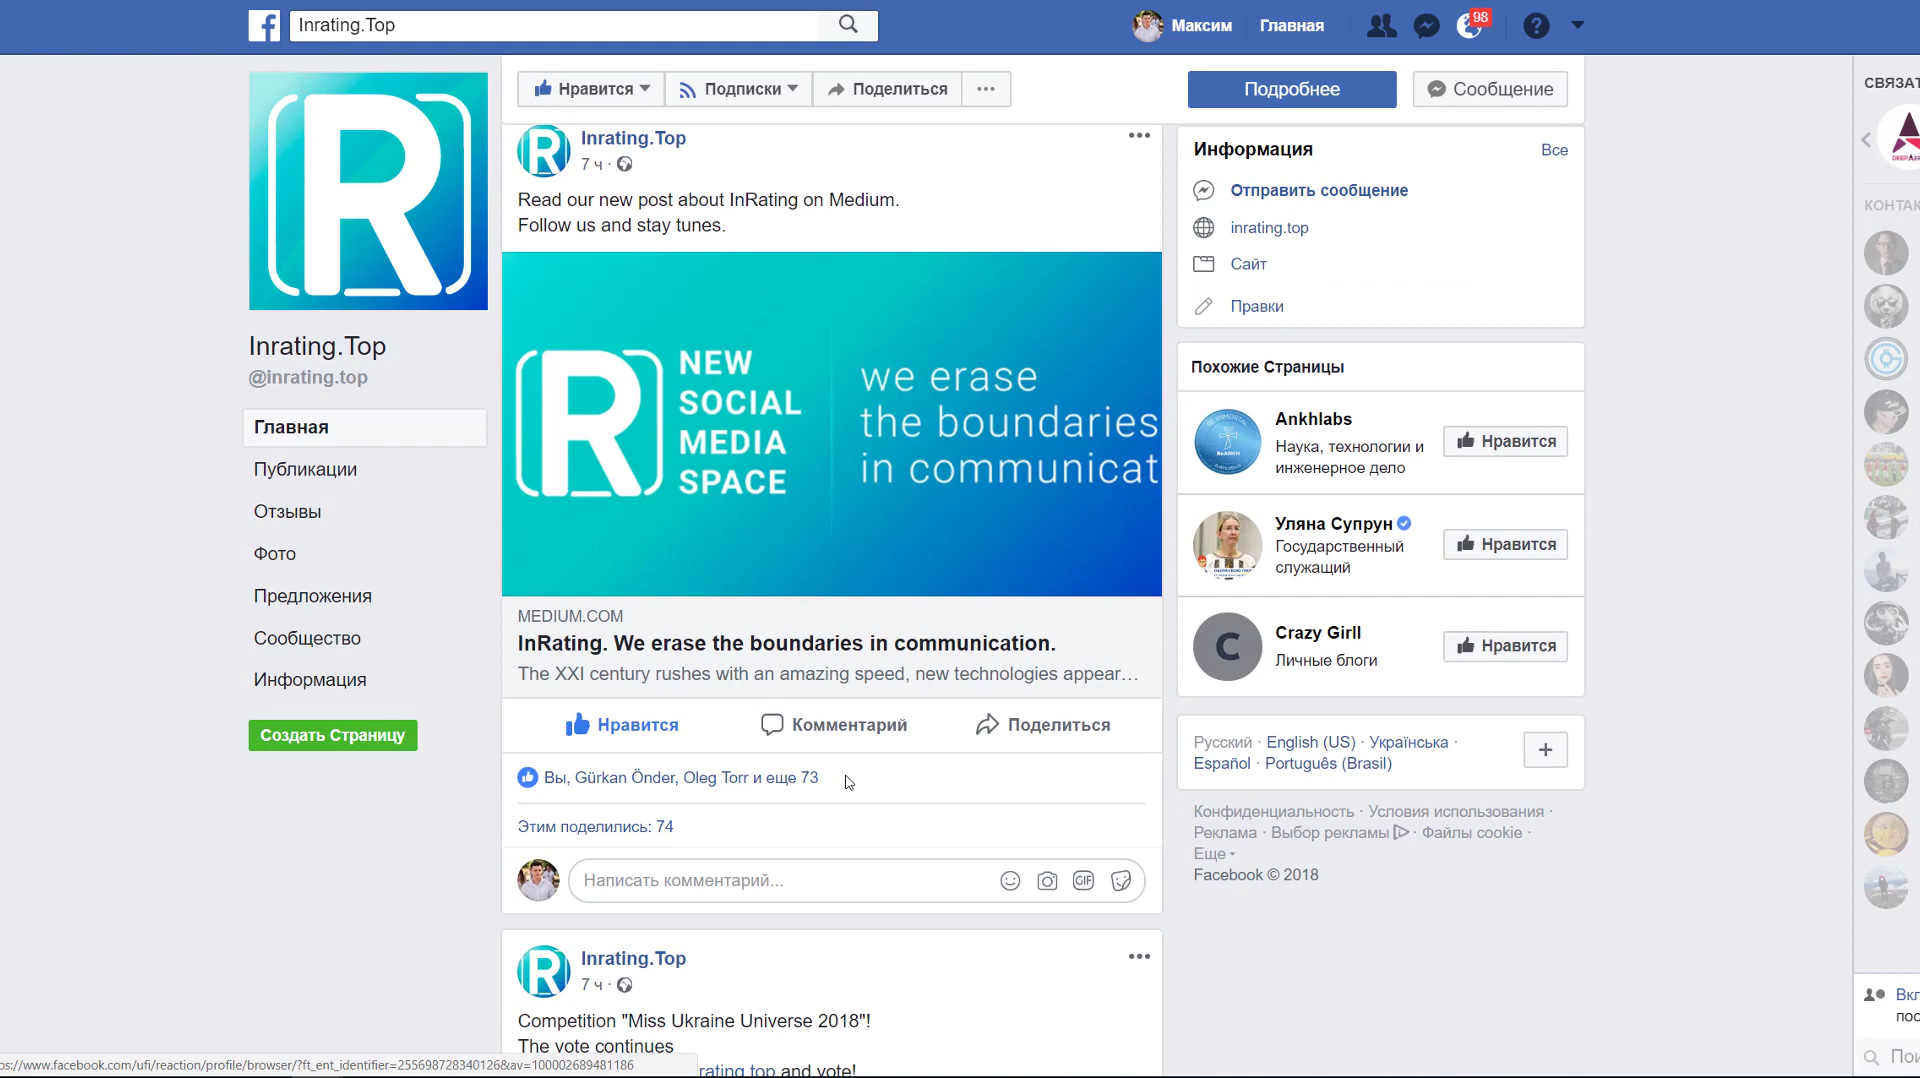 Inrating.Top
Максим
Главная
98
Нравится
Подписки
Поделиться
Подробнее
Сообщение
Inrating.Top
@inrating.top
Главная
Публикации
Отзывы
Фото
Предложения
Сообщество
Информация
Создать Страницу
Inrating.Top
7 ч ·
Read our new post about InRating on Medium.
Follow us and stay tunes.
R
NEW
SOCIAL
MEDIA
SPACE
we erase
the boundaries
in communicat
MEDIUM.COM
InRating. We erase the boundaries in communication.
The XXI century rushes with an amazing speed, new technologies appear…
Нравится
Комментарий
Поделиться
Вы, Gürkan Önder, Oleg Torr и еще 73
Этим поделились: 74
Написать комментарий...
GIF
Inrating.Top
7 ч ·
Competition "Miss Ukraine Universe 2018"!
The vote continues
rating.top and vote!
ps://www.facebook.com/ufi/reaction/profile/browser/?ft_ent_identifier=255698728340126&av=100002689481186
Информация
Все
Отправить сообщение
inrating.top
Сайт
Правки
Похожие Страницы
Ankhlabs
Наука, технологии и
инженерное дело
Нравится
Уляна Супрун
Государственный
служащий
Нравится
C
Crazy Girll
Личные блоги
Нравится
Русский · English (US) · Українська ·
Español · Português (Brasil)
Конфиденциальность · Условия использования ·
Реклама · Выбор рекламы · Файлы cookie ·
Еще
Facebook © 2018
СВЯЗАТ
КОНТАК
Вкл
пос
Пои